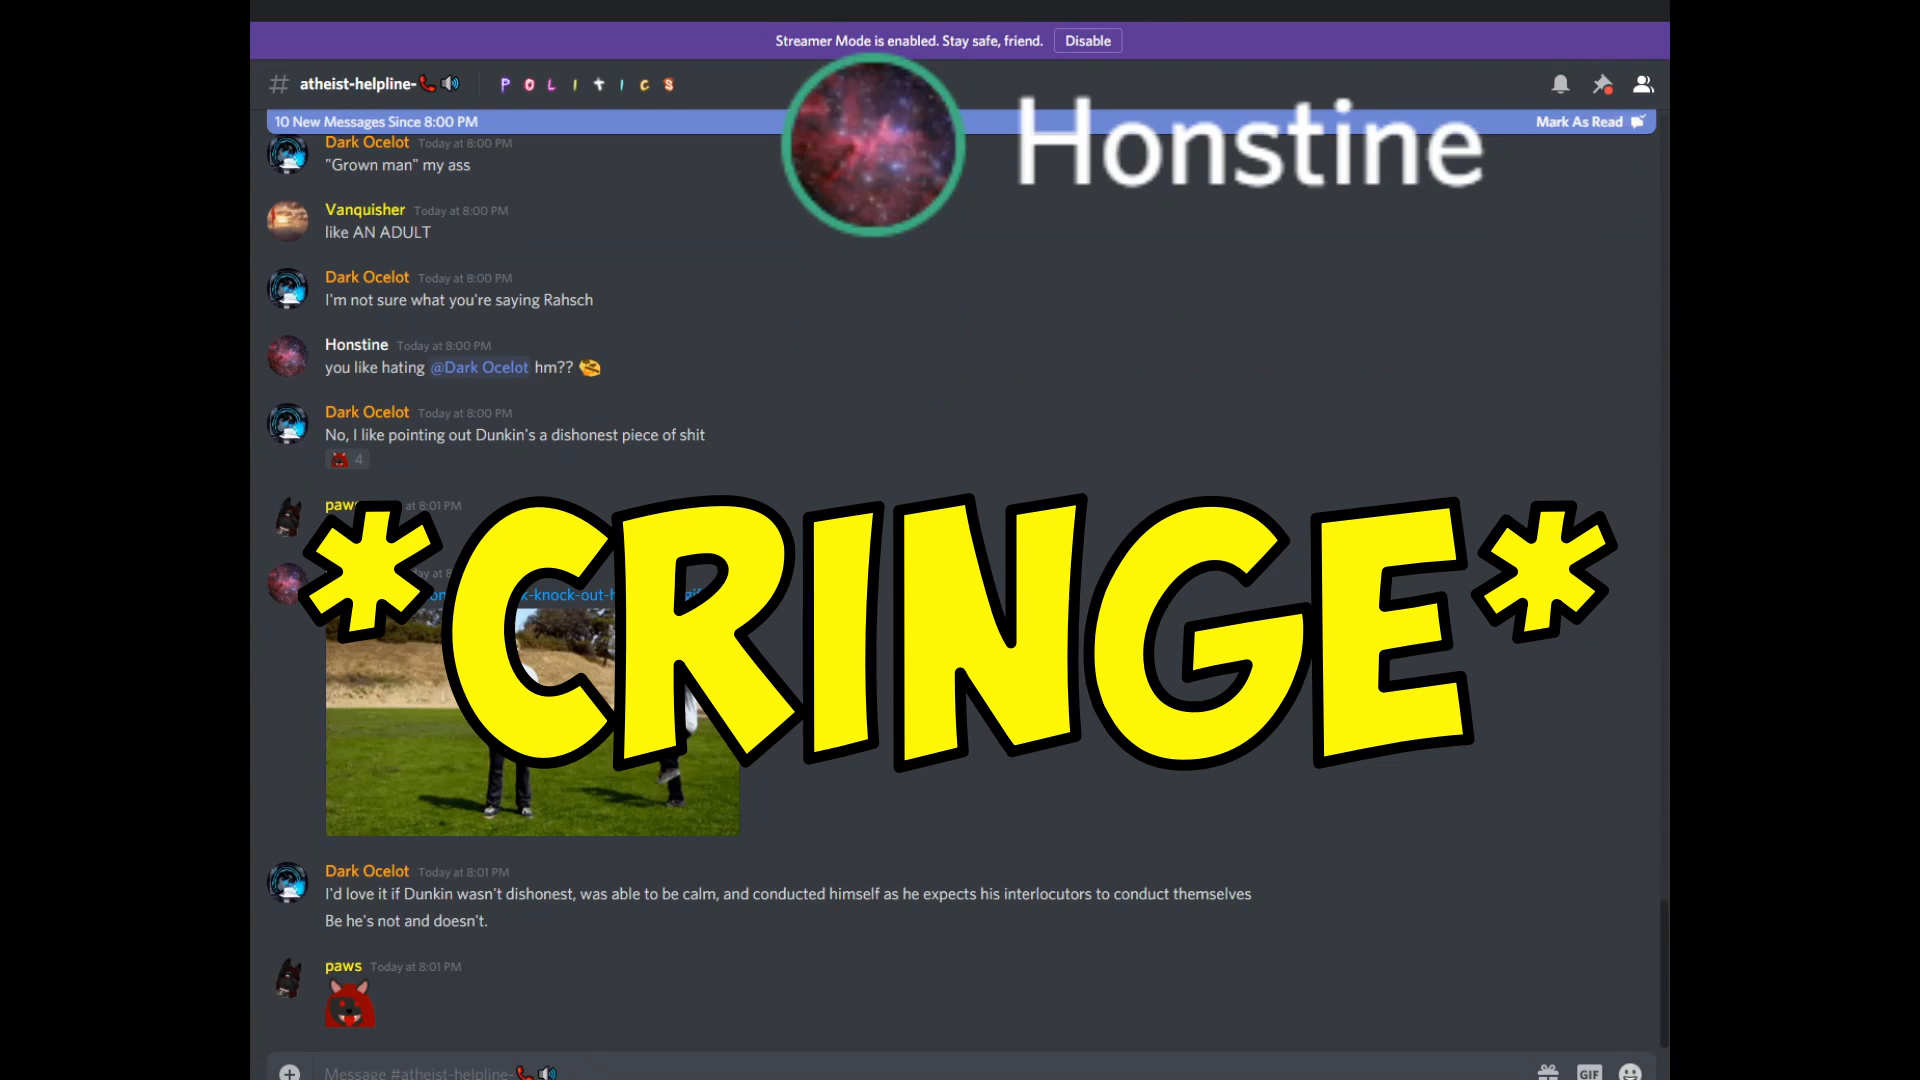 Streamer Mode is enabled. Stay safe, friend. Disable
# atheist-helpline- POLITICS
Honstine
10 New Messages Since 8:00 PM Mark As Read
Dark Ocelot Today at 8:00 PM
"Grown man" my ass
Vanquisher Today at 8:00 PM
like AN ADULT
Dark Ocelot Today at 8:00 PM
I'm not sure what you're saying Rahsch
Honstine Today at 8:00 PM
you like hating @Dark Ocelot hm??
Dark Ocelot Today at 8:00 PM
No, I like pointing out Dunkin's a dishonest piece of shit
4
at 8:01 PM
*CRINGE*
-knock-out-
Dark Ocelot Today at 8:01 PM
I'd love it if Dunkin wasn't dishonest, was able to be calm, and conducted himself as he expects his interlocutors to conduct themselves
Be he's not and doesn't.
paws Today at 8:01 PM
Message #atheist-helpline-
GIF